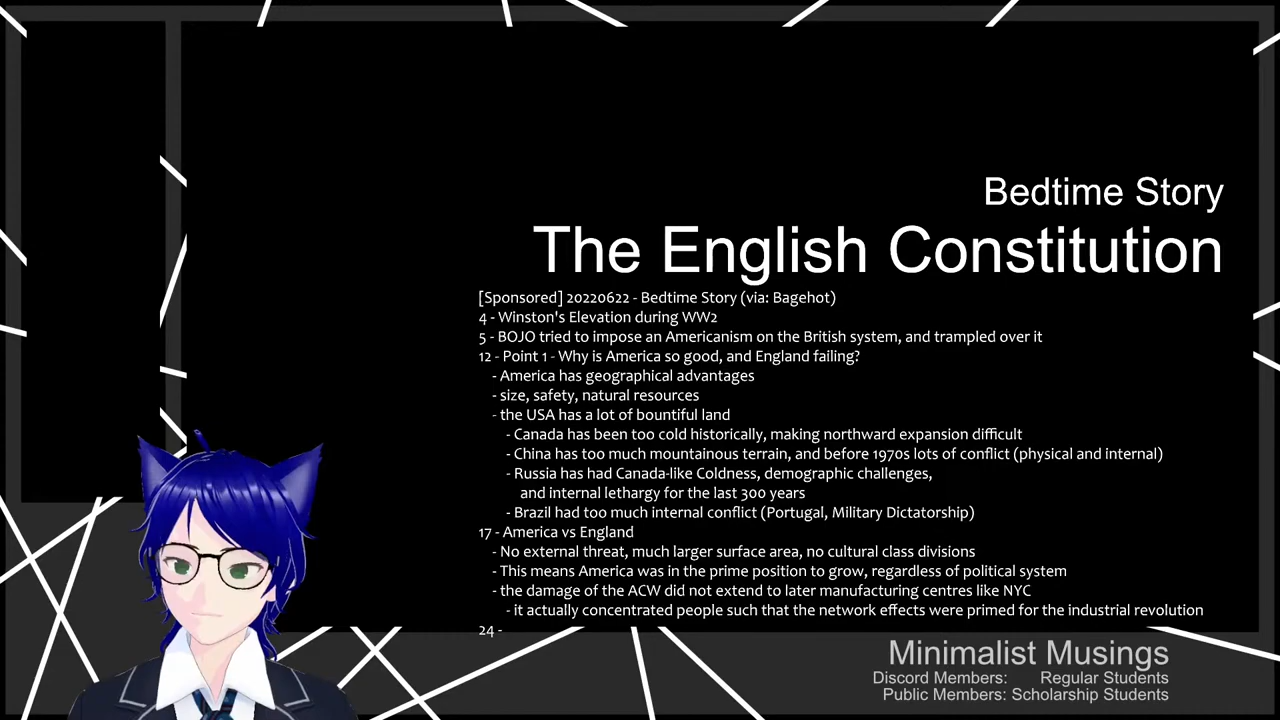 Bedtime Story
The English Constitution
[Sponsored] 20220622 - Bedtime Story (via: Bagehot)
4 - Winston's Elevation during WW2
5 - BOJO tried to impose an Americanism on the British system, and trampled over it
12 - Point 1 - Why is America so good, and England failing?
- America has geographical advantages
- size, safety, natural resources
- the USA has a lot of bountiful land
- Canada has been too cold historically, making northward expansion difficult
- China has too much mountainous terrain, and before 1970s lots of conflict (physical and internal)
- Russia has had Canada-like Coldness, demographic challenges,
and internal lethargy for the last 300 years
- Brazil had too much internal conflict (Portugal, Military Dictatorship)
17 - America vs England
- No external threat, much larger surface area, no cultural class divisions
- This means America was in the prime position to grow, regardless of political system
- the damage of the ACW did not extend to later manufacturing centres like NYC
- it actually concentrated people such that the network effects were primed for the industrial revolution
24 -
Minimalist Musings
Discord Members: Regular Students
Public Members: Scholarship Students